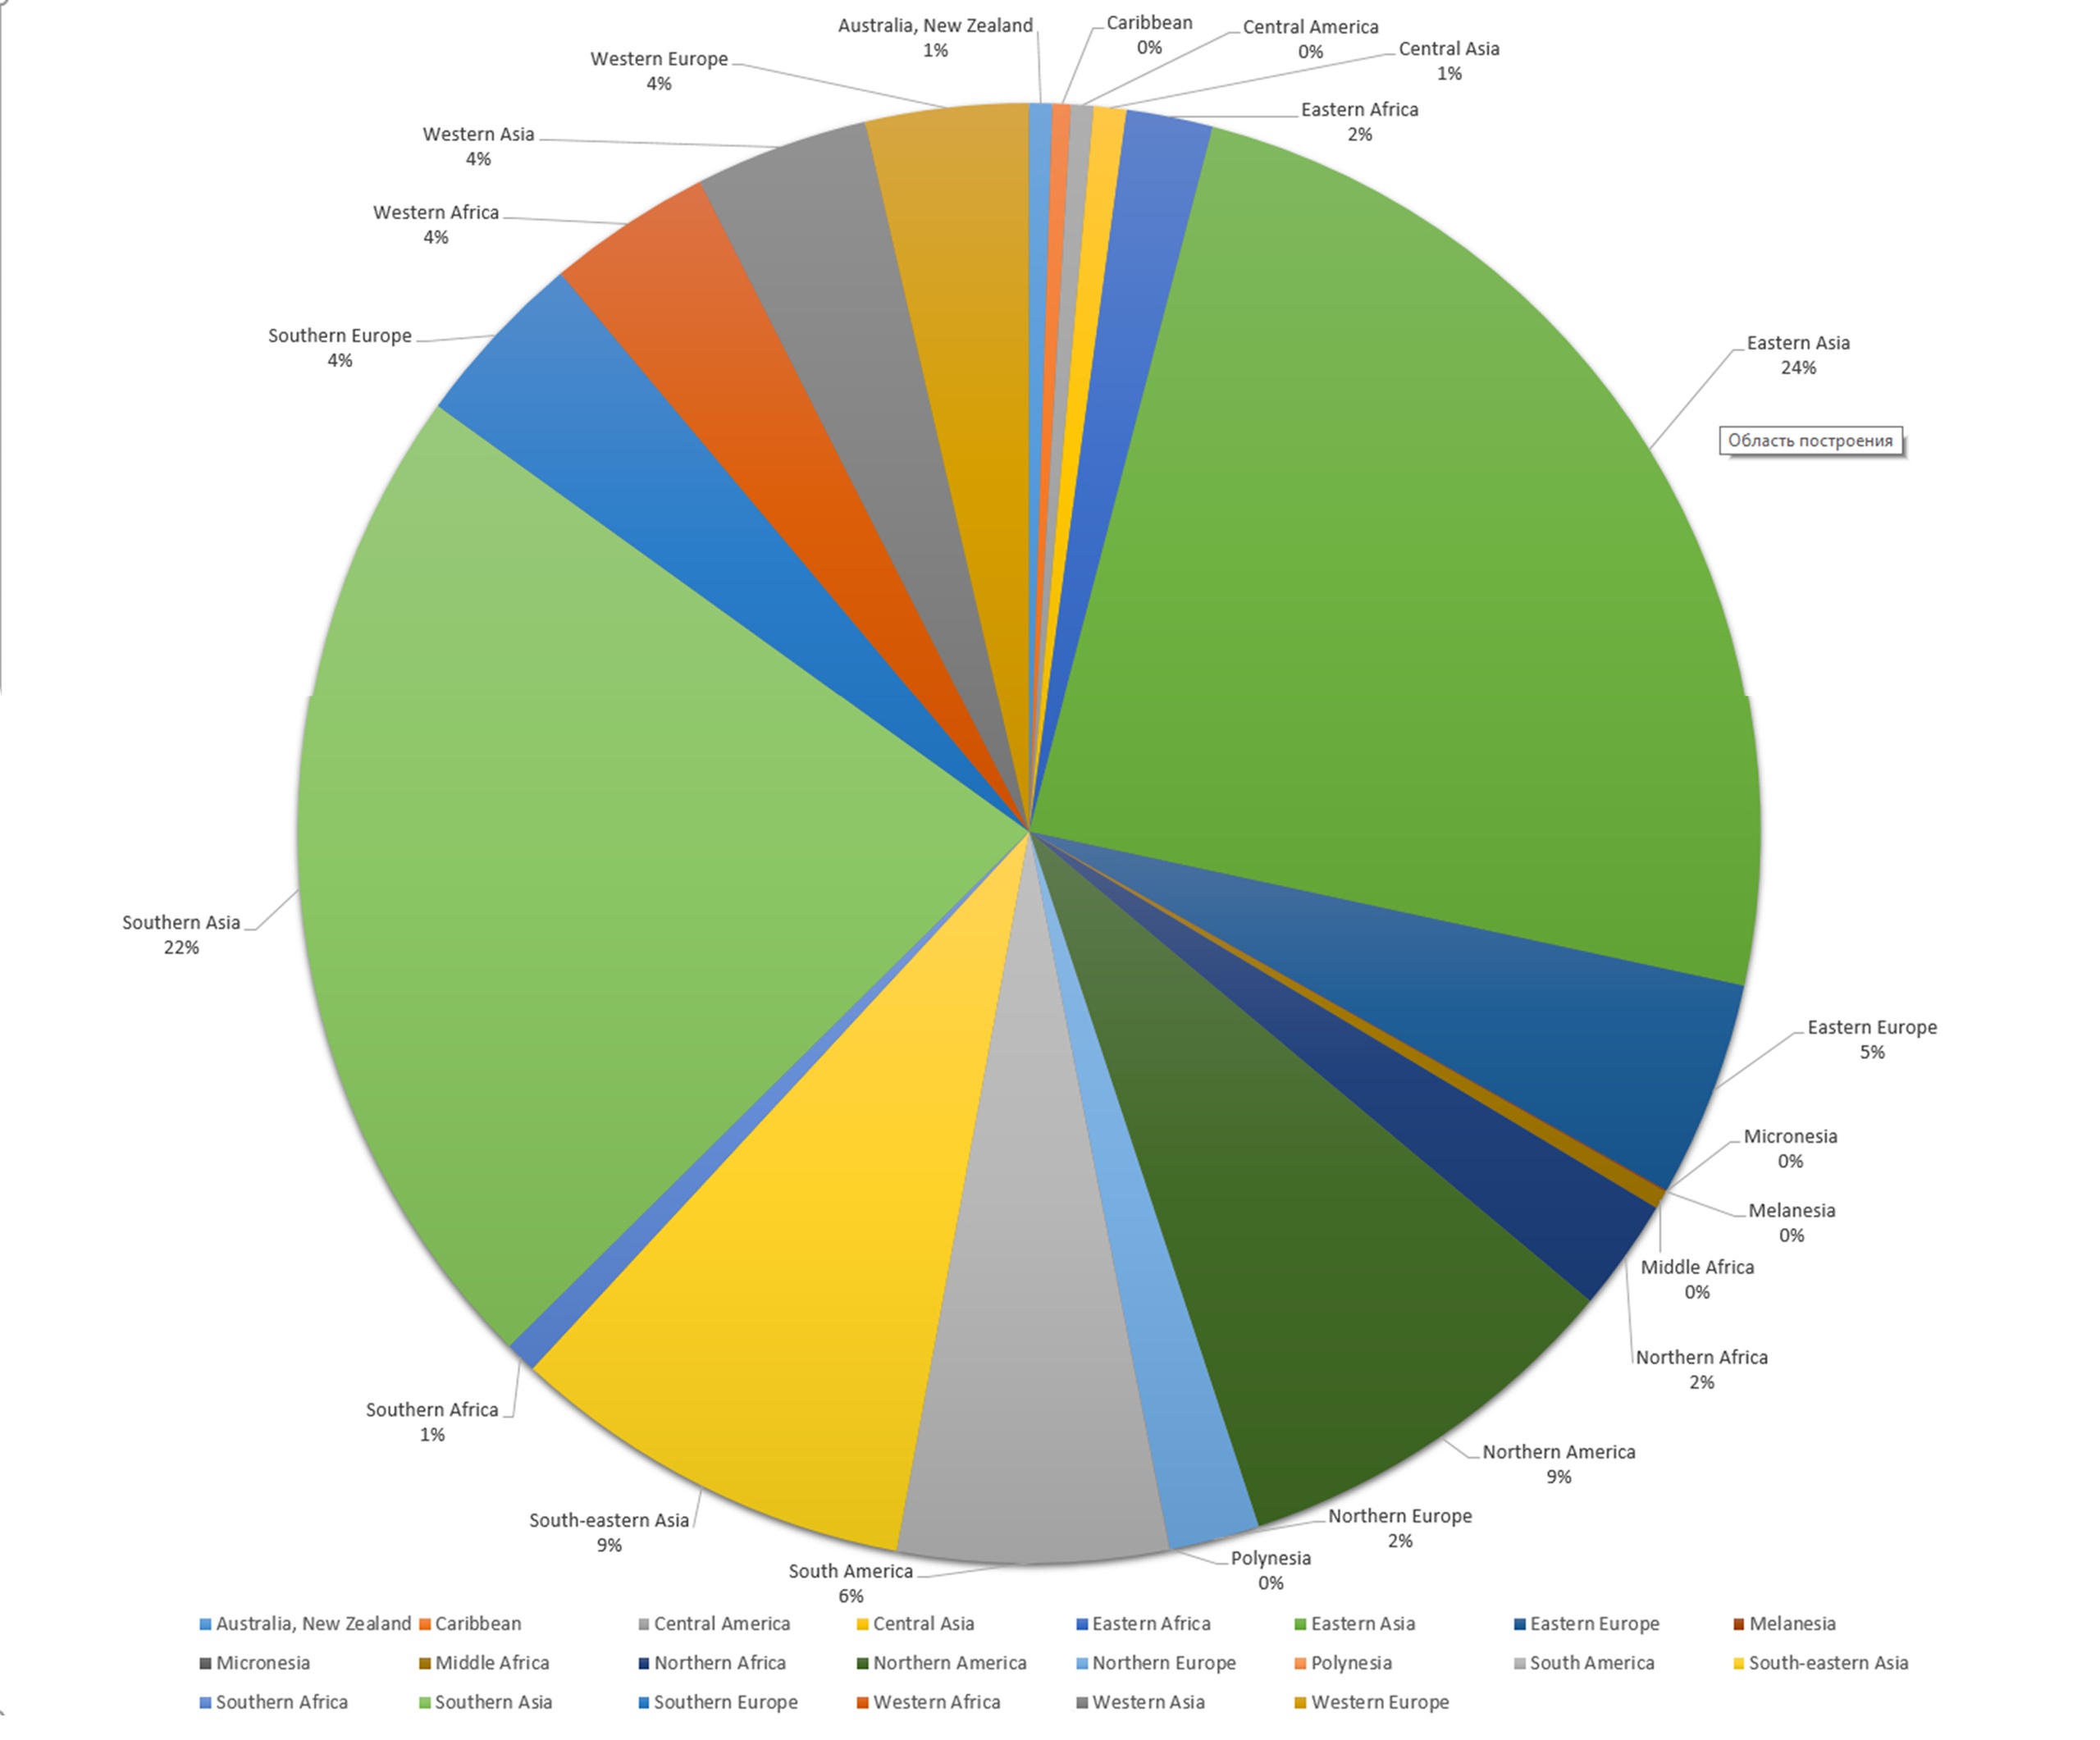 Australia, New Zealand
1%
Caribbean
0%
Central America
0%
Central Asia
1%
Western Europe
4%
Eastern Africa
2%
Western Asia
4%
Western Africa
4%
Southern Europe
4%
Eastern Asia
24%
Область построения
Southern Asia
22%
Eastern Europe
5%
Micronesia
0%
Melanesia
0%
Middle Africa
0%
Northern Africa
2%
Southern Africa
1%
Northern America
9%
Northern Europe
2%
South-eastern Asia
9%
Polynesia
0%
South America
6%
Australia, New Zealand Caribbean Central America Central Asia Eastern Africa Eastern Asia Eastern Europe Melanesia
Micronesia Middle Africa Northern Africa Northern America Northern Europe Polynesia South America South-eastern Asia
Southern Africa Southern Asia Southern Europe Western Africa Western Asia Western Europe